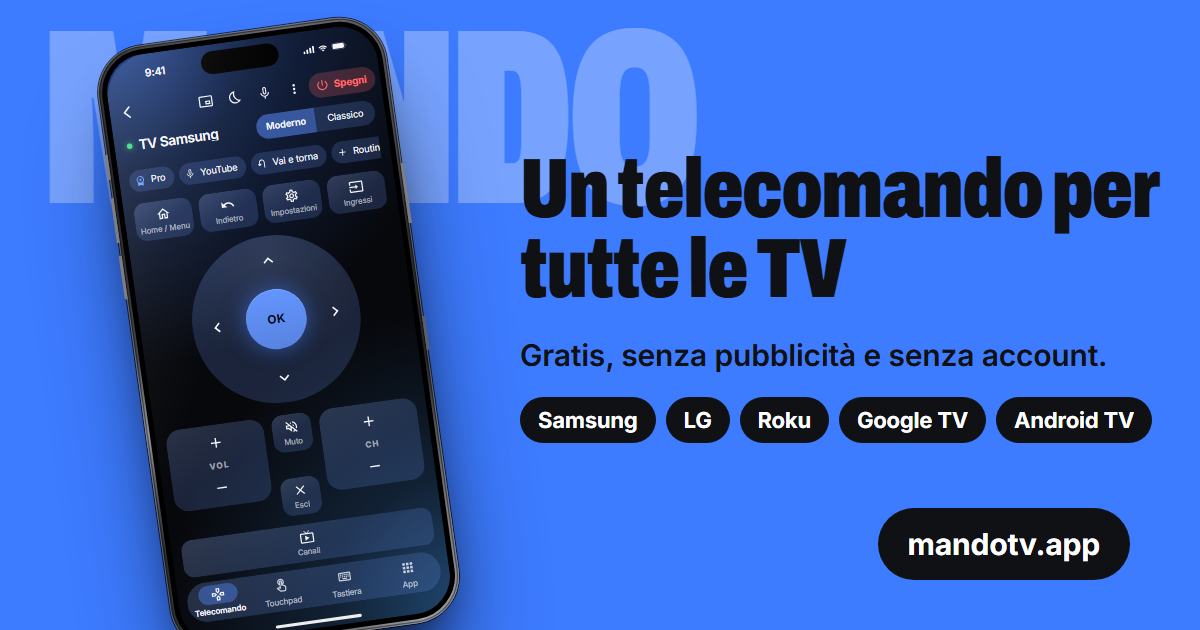 MANDO
9:41
Spegni
TV Samsung
Moderno
Classico
Pro
YouTube
Vai e torna
+ Routin
Home / Menu
Indietro
Impostazioni
Ingressi
OK
+
VOL
−
Muto
Esci
+
CH
−
Canali
Telecomando
Touchpad
Tastiera
App
Un telecomando per
tutte le TV
Gratis, senza pubblicità e senza account.
Samsung
LG
Roku
Google TV
Android TV
mandotv.app